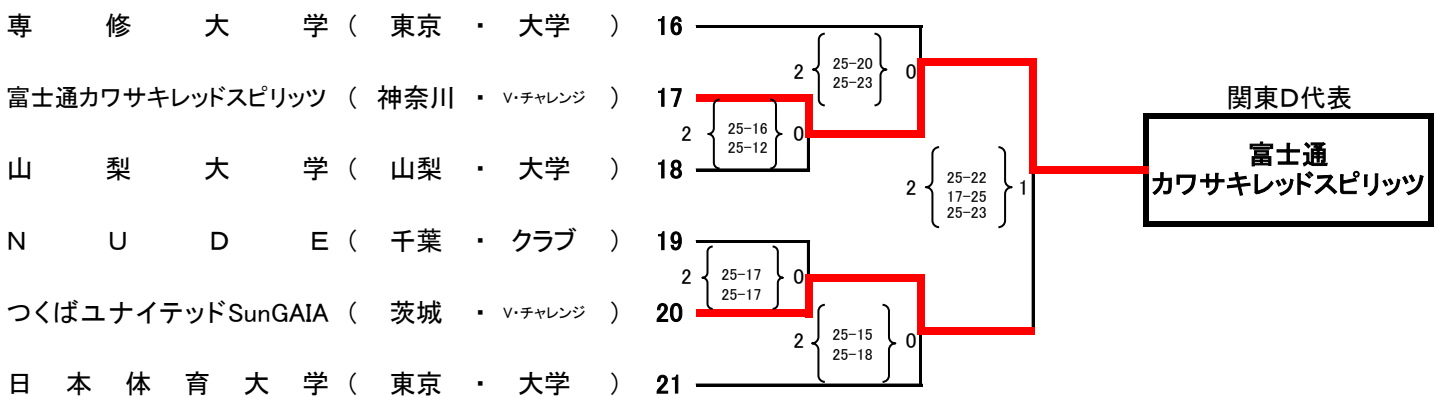 専修大学（東京・大学） 16
2 25-20 0
25-23
富士通カワサキレッドスピリッツ（神奈川・V・チャレンジ） 17
関東D代表
2 25-16 0
25-12
富士通
カワサキレッドスピリッツ
山梨大学（山梨・大学） 18
2 25-22 1
17-25
25-23
NUDE（千葉・クラブ） 19
2 25-17 0
25-17
つくばユナイテッドSunGAIA（茨城・V・チャレンジ） 20
2 25-15 0
25-18
日本体育大学（東京・大学） 21